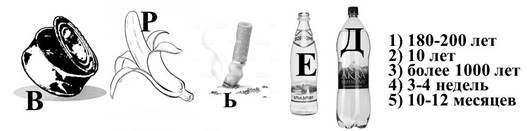 В
Р
Ь
Е
Д
АКВА
1) 180-200 лет
2) 10 лет
3) более 1000 лет
4) 3-4 недель
5) 10-12 месяцев